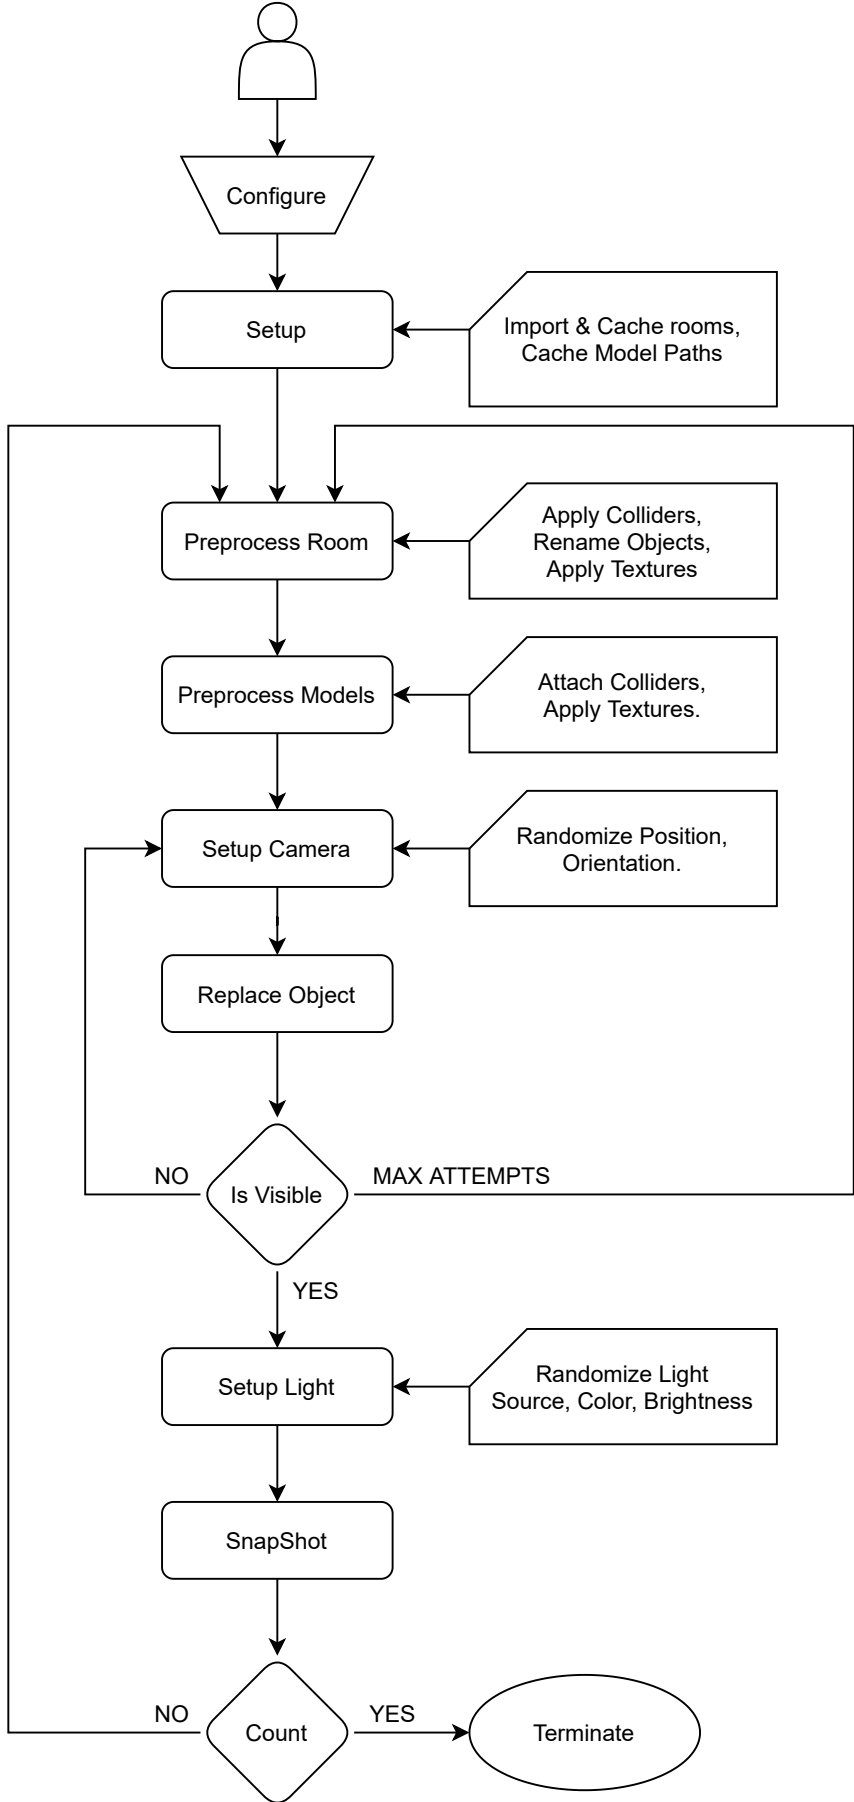 Configure
Setup
Import & Cache rooms,
Cache Model Paths
Preprocess Room
Apply Colliders,
Rename Objects,
Apply Textures
Preprocess Models
Attach Colliders,
Apply Textures.
Setup Camera
Randomize Position,
Orientation.
Replace Object
NO
Is Visible
MAX ATTEMPTS
YES
Setup Light
Randomize Light
Source, Color, Brightness
SnapShot
NO
Count
YES
Terminate